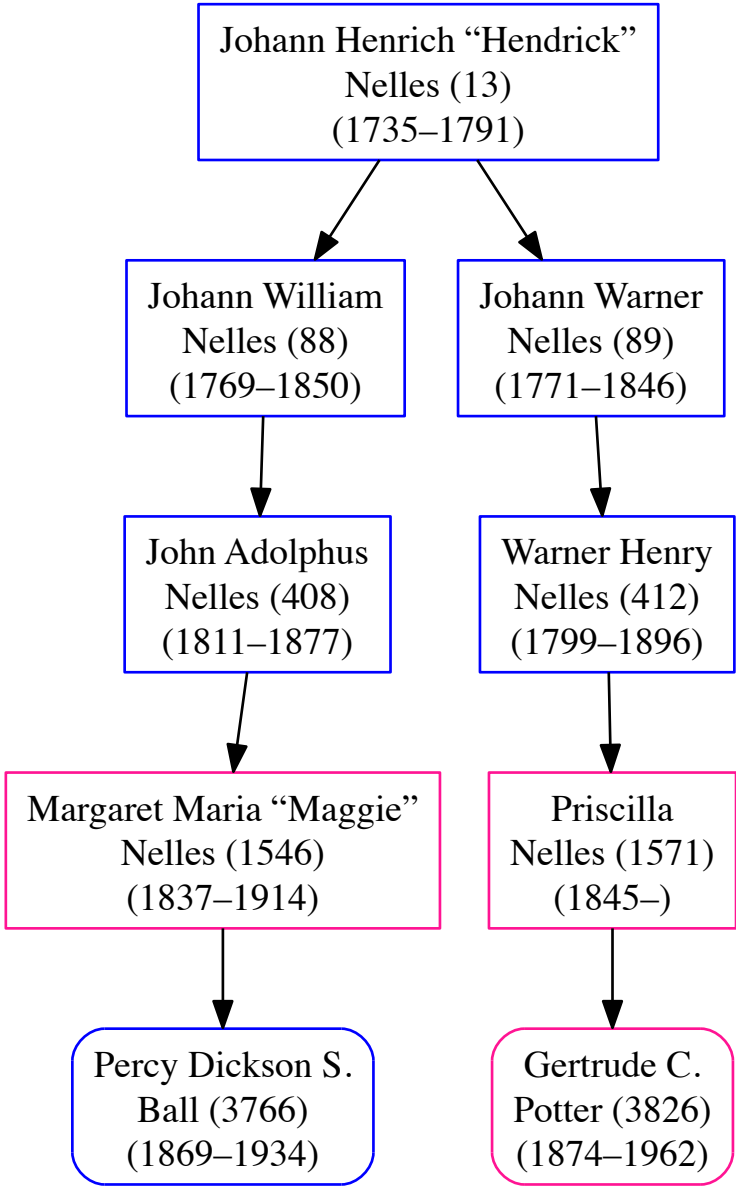 Johann Henrich “Hendrick”
Nelles (13)
(1735–1791)
Johann William
Nelles (88)
(1769–1850)
Johann Warner
Nelles (89)
(1771–1846)
John Adolphus
Nelles (408)
(1811–1877)
Warner Henry
Nelles (412)
(1799–1896)
Margaret Maria “Maggie”
Nelles (1546)
(1837–1914)
Priscilla
Nelles (1571)
(1845–)
Percy Dickson S.
Ball (3766)
(1869–1934)
Gertrude C.
Potter (3826)
(1874–1962)